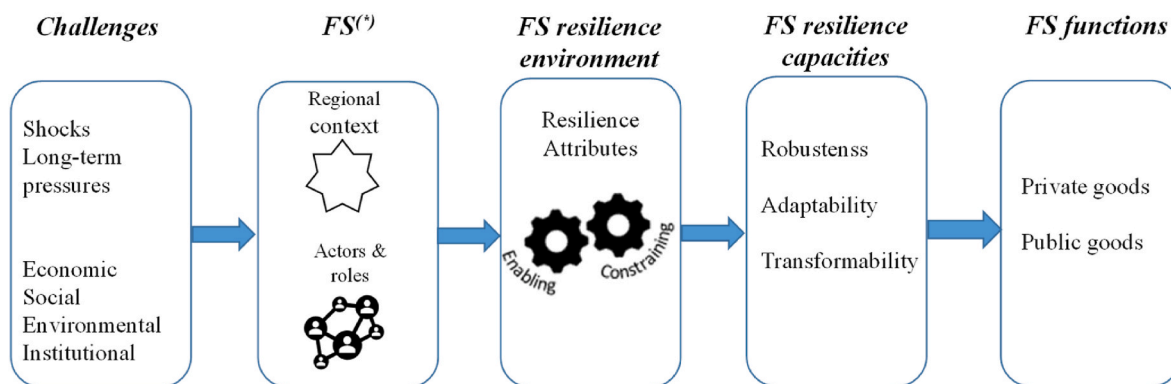 Challenges
Shocks
Long-term
pressures
Economic
Social
Environmental
Institutional
FS(*)
Regional
context
Actors &
roles
FS resilience
environment
Resilience
Attributes
Enabling
Constraining
FS resilience
capacities
Robustenss
Adaptability
Transformability
FS functions
Private goods
Public goods